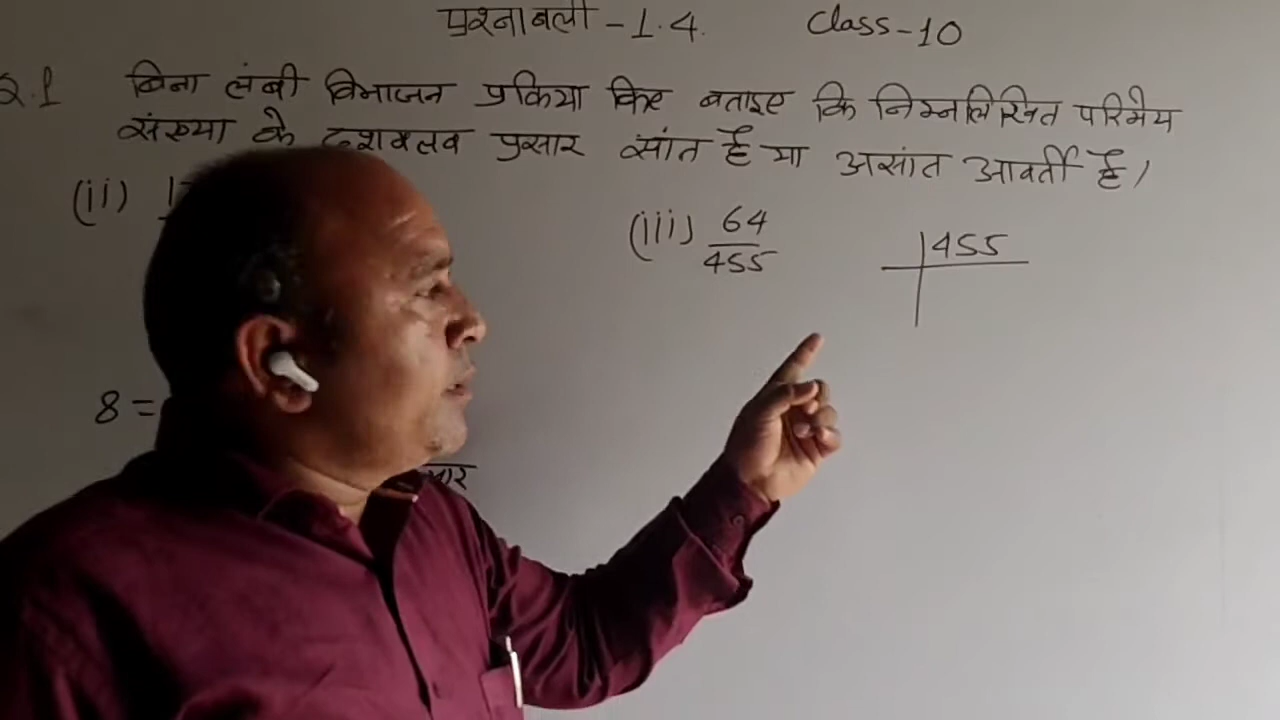 प्रश्नावली - 1.4. Class-10
Q.1 बिना लंबी विभाजन प्रक्रिया किए बताइए कि निम्नलिखित परिमेय
संख्या के दशमलव प्रसार सांत है या असांत आवर्ती है।
(ii)
(iii) 64
455
455
8 =